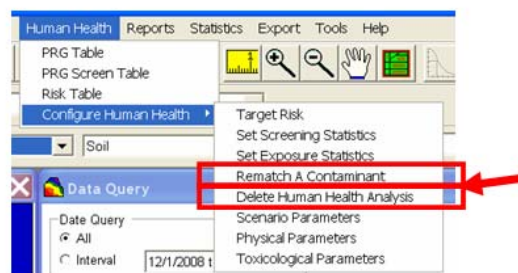 Human Health Reports Statistics Export Tools Help
PRG Table
PRG Screen Table
Risk Table
Configure Human Health
Target Risk
Set Screening Statistics
Set Exposure Statistics
Rematch A Contaminant
Delete Human Health Analysis
Scenario Parameters
Physical Parameters
Toxicological Parameters
Soil
Data Query
Date Query
All
Interval 12/1/2008 t